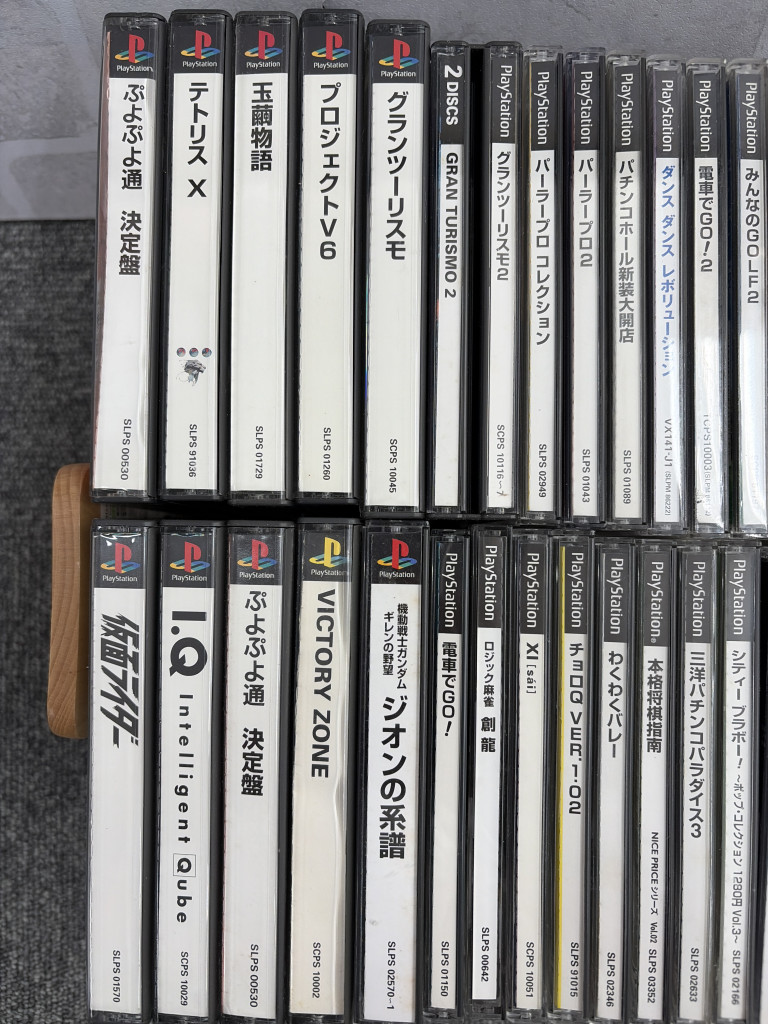 PlayStation
ぷよぷよ通 決定盤
SLPS 00530
PlayStation
テトリス X
SLPS 91036
PlayStation
玉繭物語
SLPS 01729
PlayStation
プロジェクトV6
SLPS 01260
PlayStation
グランツーリスモ
SCPS 10045
2 DISCS
GRAN TURISMO 2
PlayStation
グランツーリスモ2
SCPS 10116~7
PlayStation
パーラープロ コレクション
SLPS 02949
PlayStation
パーラープロ2
SLPS 01043
PlayStation
パチンコホール新装大開店
SLPS 01089
PlayStation
ダンス ダンス レボリューション
VX141-J1 (SLPM 86222)
PlayStation
電車でGO!2
TCPS10003
PlayStation
みんなのGOLF2
PlayStation
仮面ライダー
SLPS 01570
PlayStation
I.Q Intelligent Qube
SCPS 10029
PlayStation
ぷよぷよ通 決定盤
SLPS 00530
PlayStation
VICTORY ZONE
SCPS 10002
PlayStation
機動戦士ガンダム
ギレンの野望
ジオンの系譜
SLPS 02570~1
PlayStation
電車でGO!
SLPS 01150
PlayStation
ロジック麻雀 創龍
SLPS 00642
PlayStation
XI [sái]
SCPS 10051
PlayStation
チョロQ VER.1.02
SLPS 91015
PlayStation
わくわくバレー
SLPS 02346
PlayStation®
本格将棋指南
NICE PRICEシリーズ Vol.02
SLPS 03352
PlayStation
三洋パチンコパラダイス3
SLPS 02633
PlayStation
シティー ブラボー! ~ポップ・コレクション 1280円 Vol.3~
SLPS 02166